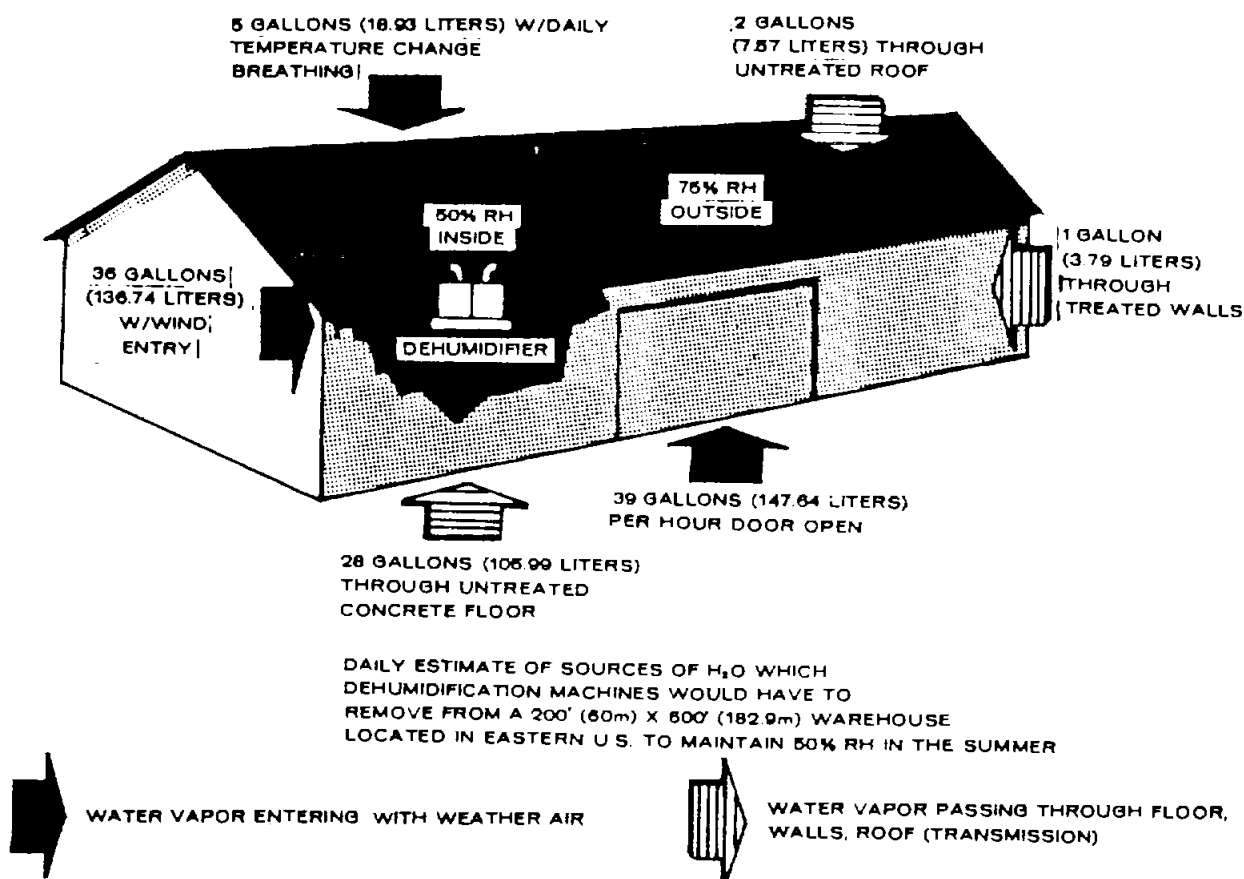 5 GALLONS (18.93 LITERS) W/DAILY
TEMPERATURE CHANGE
BREATHING
2 GALLONS
(7.57 LITERS) THROUGH
UNTREATED ROOF
50% RH
INSIDE
75% RH
OUTSIDE
36 GALLONS
(136.74 LITERS)
W/WIND
ENTRY
DEHUMIDIFIER
1 GALLON
(3.79 LITERS)
THROUGH
TREATED WALLS
39 GALLONS (147.64 LITERS)
PER HOUR DOOR OPEN
28 GALLONS (105.99 LITERS)
THROUGH UNTREATED
CONCRETE FLOOR
DAILY ESTIMATE OF SOURCES OF H₂O WHICH
DEHUMIDIFICATION MACHINES WOULD HAVE TO
REMOVE FROM A 200' (60m) X 600' (182.9m) WAREHOUSE
LOCATED IN EASTERN U.S. TO MAINTAIN 50% RH IN THE SUMMER
WATER VAPOR ENTERING WITH WEATHER AIR
WATER VAPOR PASSING THROUGH FLOOR,
WALLS, ROOF (TRANSMISSION)